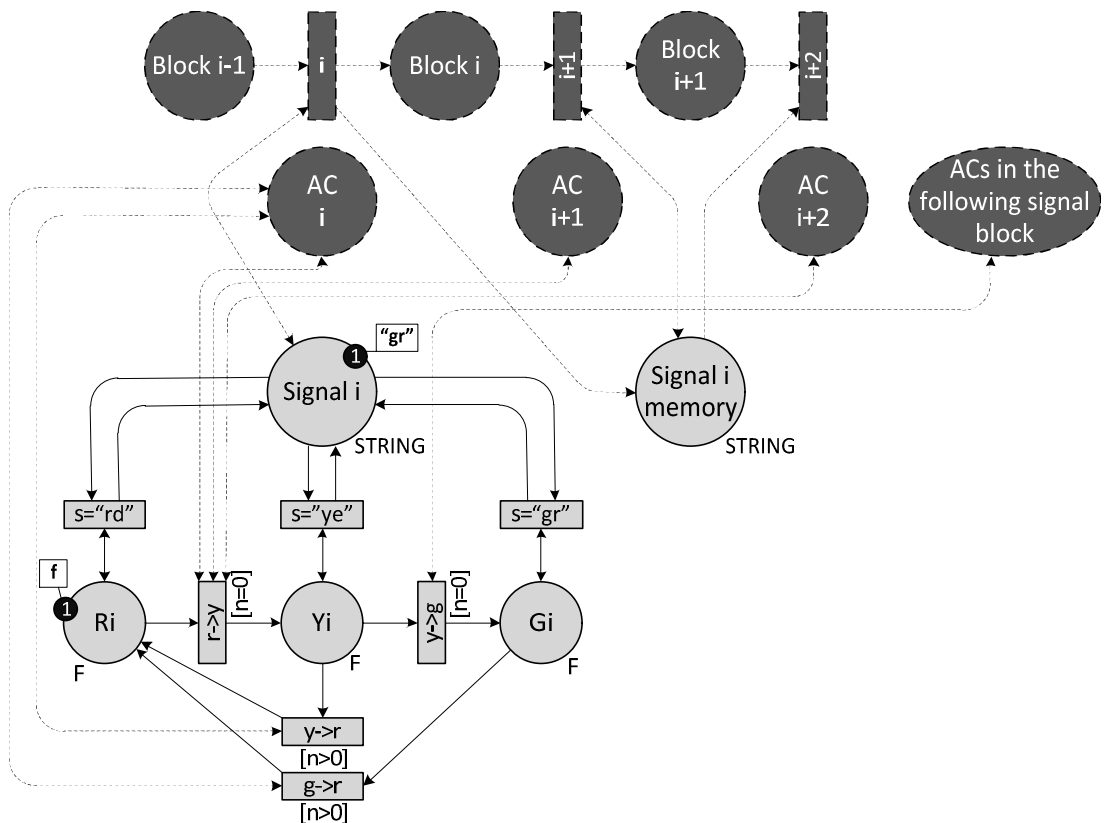 Block i-1
i
Block i
i+1
Block
i+1
i+2
AC
i
AC
i+1
AC
i+2
ACs in the
following signal
block
“gr”
1
Signal i
STRING
Signal i
memory
STRING
s=“rd”
s=”ye”
s=“gr”
f
1
Ri
F
r->y
[n=0]
Yi
F
y->g
[n=0]
Gi
F
y->r
[n>0]
g->r
[n>0]